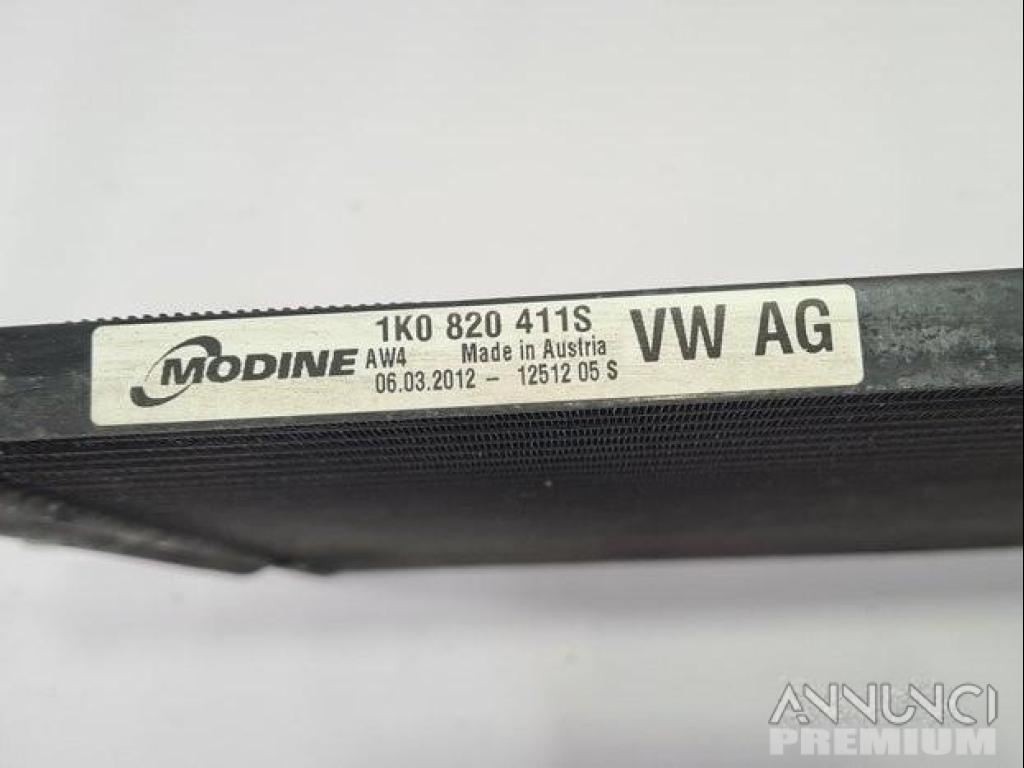 MODINE
1K0 820 411S
AW4 Made in Austria
06.03.2012 - 12512 05 S
VW AG
ANNUNCI
PREMIUM